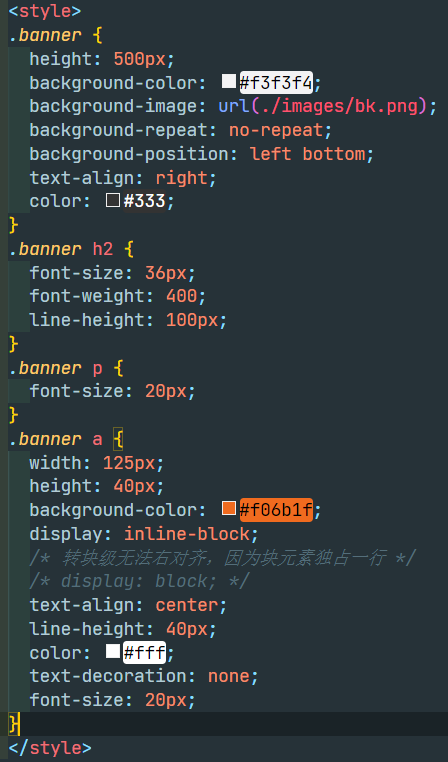 <style>
.banner {
height: 500px;
background-color: #f3f3f4;
background-image: url(./images/bk.png);
background-repeat: no-repeat;
background-position: left bottom;
text-align: right;
color: #333;
}
.banner h2 {
font-size: 36px;
font-weight: 400;
line-height: 100px;
}
.banner p {
font-size: 20px;
}
.banner a {
width: 125px;
height: 40px;
background-color: #f06b1f;
display: inline-block;
/* 转块级无法右对齐，因为块元素独占一行 */
/* display: block; */
text-align: center;
line-height: 40px;
color: #fff;
text-decoration: none;
font-size: 20px;
}
</style>